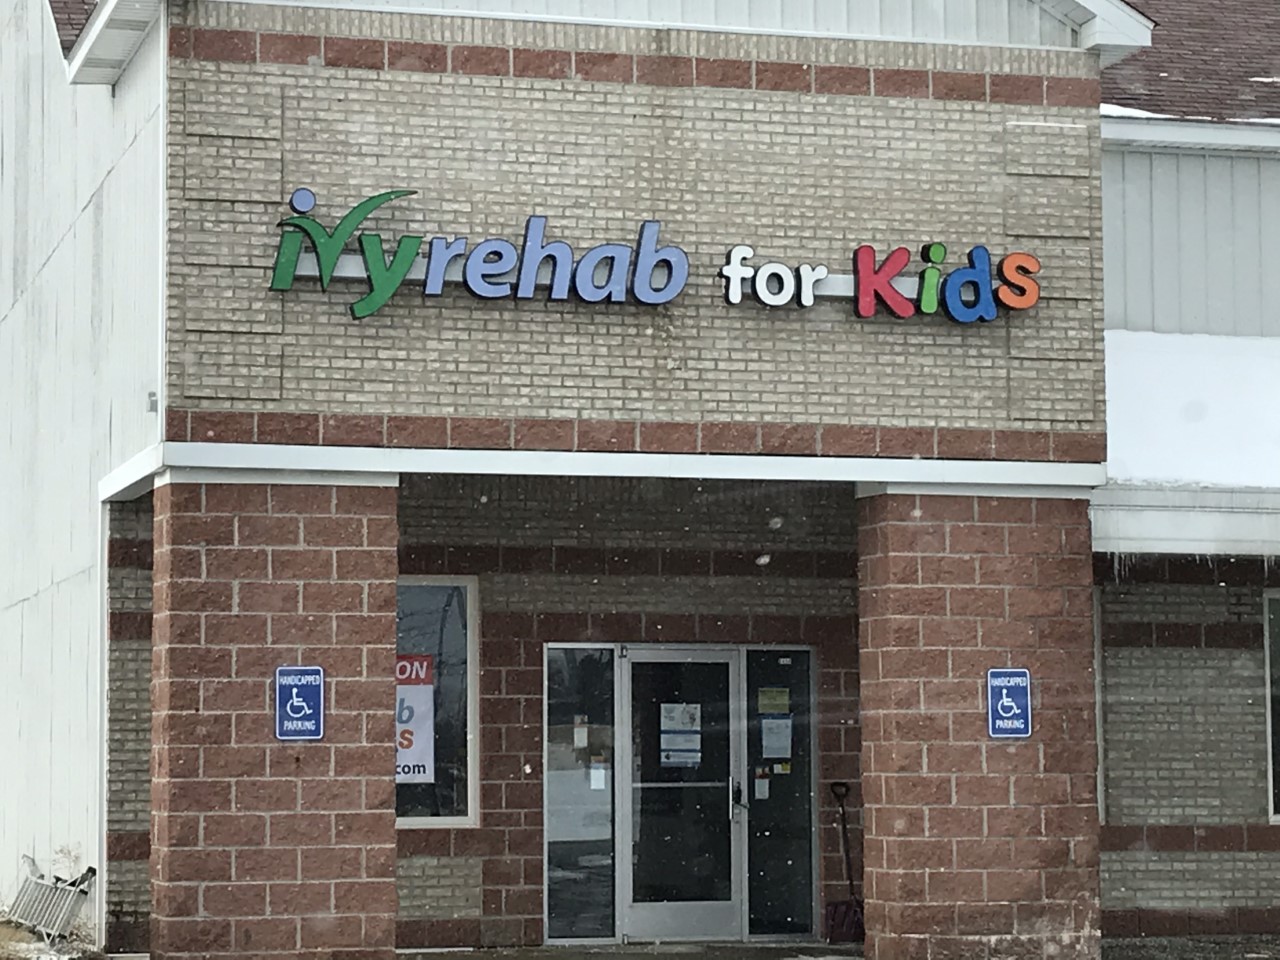 ivyrehab for Kids
HANDICAPPED
PARKING
HANDICAPPED
PARKING
ON
b
s
.com